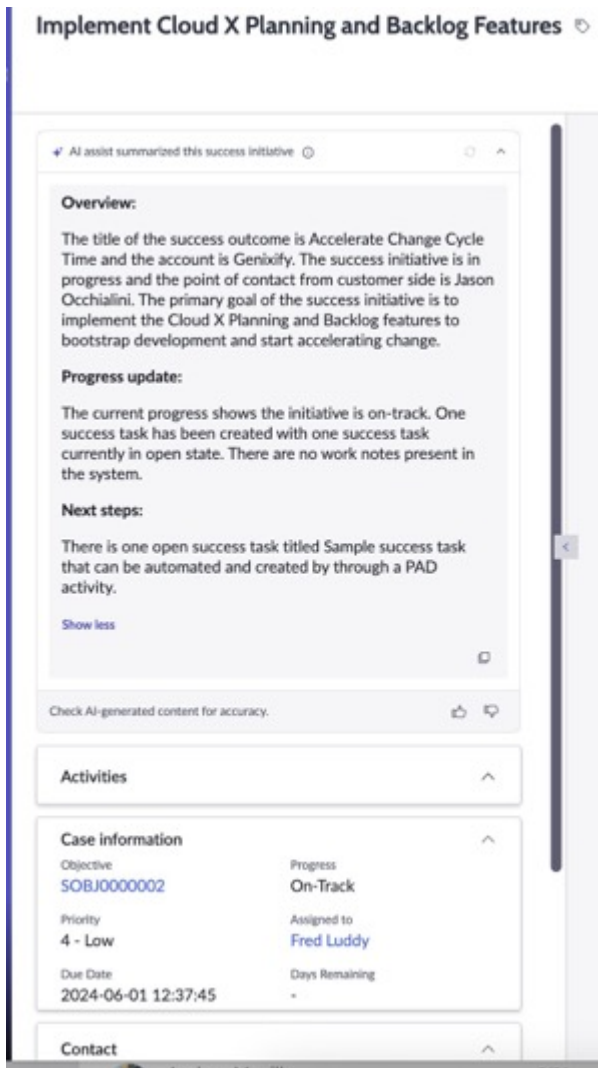 Implement Cloud X Planning and Backlog Features
AI assist summarized this success initiative
Overview:
The title of the success outcome is Accelerate Change Cycle
Time and the account is Genixify. The success initiative is in
progress and the point of contact from customer side is Jason
Occhialini. The primary goal of the success initiative is to
implement the Cloud X Planning and Backlog features to
bootstrap development and start accelerating change.
Progress update:
The current progress shows the initiative is on-track. One
success task has been created with one success task
currently in open state. There are no work notes present in
the system.
Next steps:
There is one open success task titled Sample success task
that can be automated and created by through a PAD
activity.
Show less
Check AI-generated content for accuracy.
Activities
Case information
Objective Progress
SOBJ0000002 On-Track
Priority Assigned to
4 - Low Fred Luddy
Due Date Days Remaining
2024-06-01 12:37:45 -
Contact